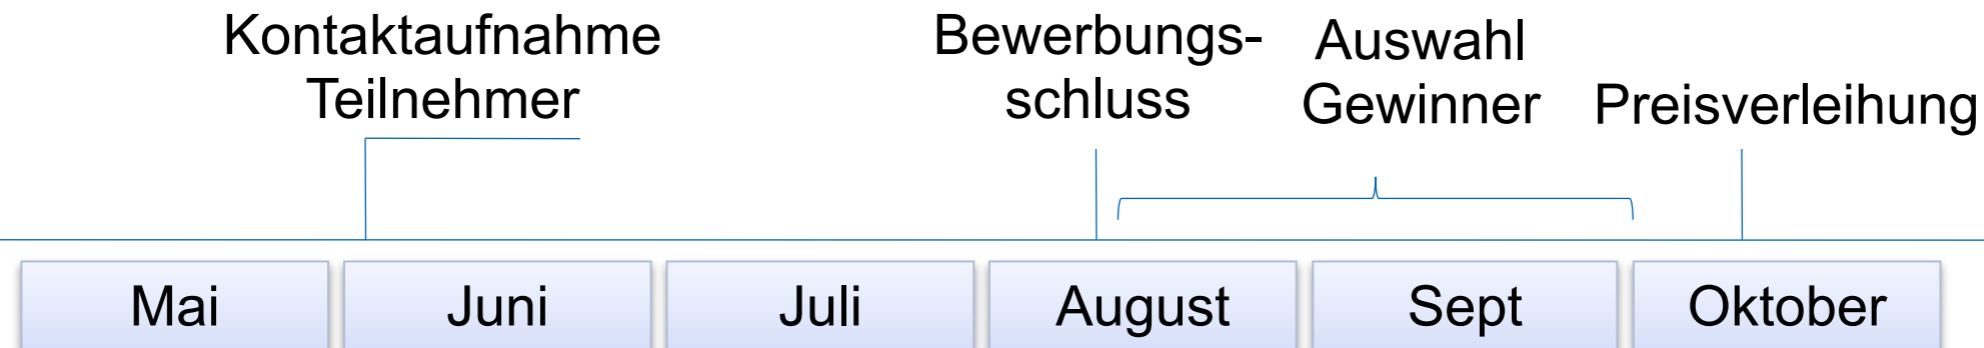 Kontaktaufnahme
Teilnehmer
Bewerbungs-
schluss
Auswahl
Gewinner
Preisverleihung
Mai
Juni
Juli
August
Sept
Oktober